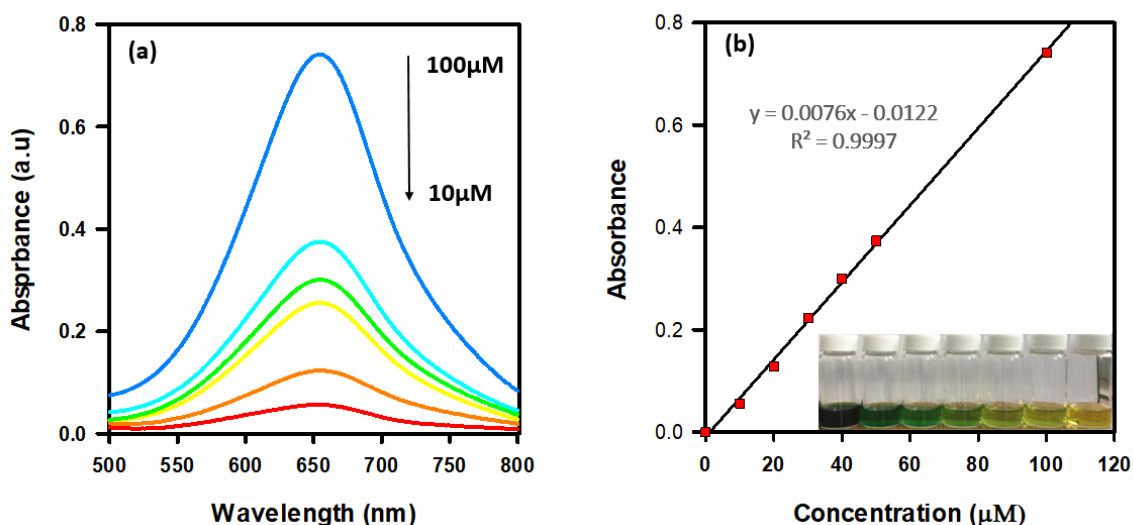 (a)
100μM
10μM
0.8
0.6
0.4
0.2
0.0
500 550 600 650 700 750 800
Absprbance (a.u)
Wavelength (nm)
(b)
y = 0.0076x - 0.0122
R² = 0.9997
0.8
0.6
0.4
0.2
0.0
0 20 40 60 80 100 120
Absorbance
Concentration (μM)